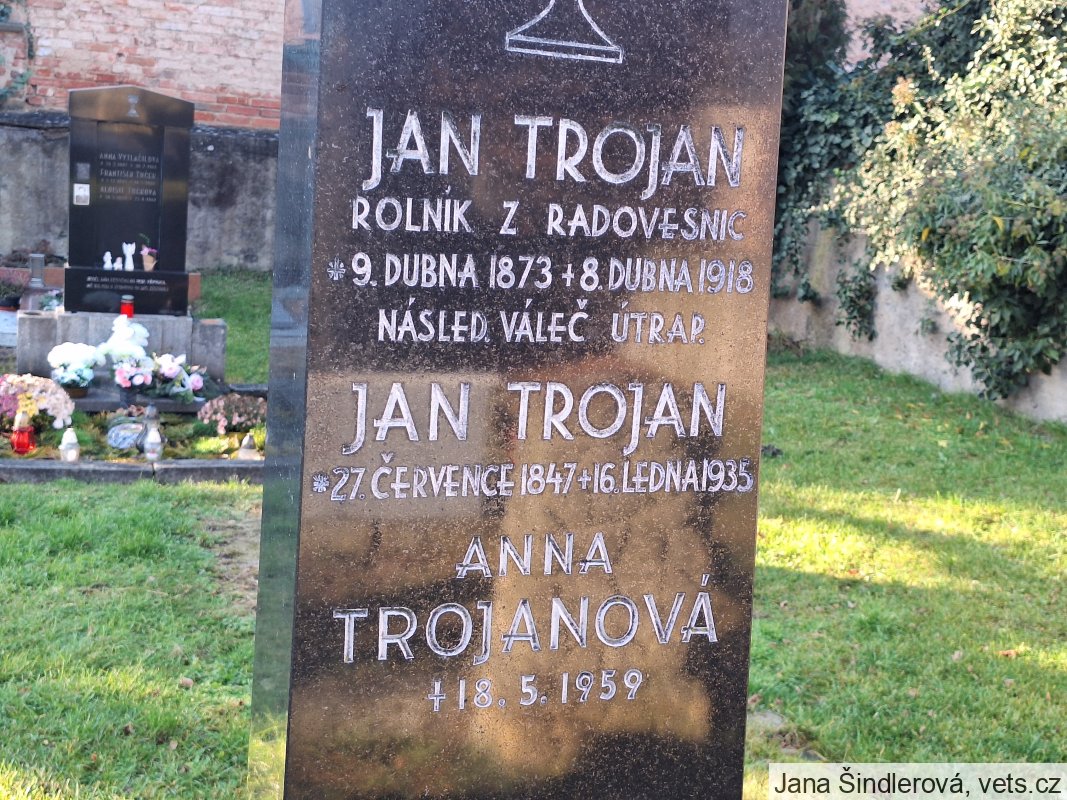 JAN TROJAN
ROLNÍK Z RADOVESNIC
* 9. DUBNA 1873 + 8. DUBNA 1918
NÁSLED. VÁLEČ ÚTRAP.
JAN TROJAN
* 27. ČERVENCE 1847 + 16. LEDNA 1935
ANNA
TROJANOVÁ
+ 18. 5. 1959
Jana Šindlerová, vets.cz